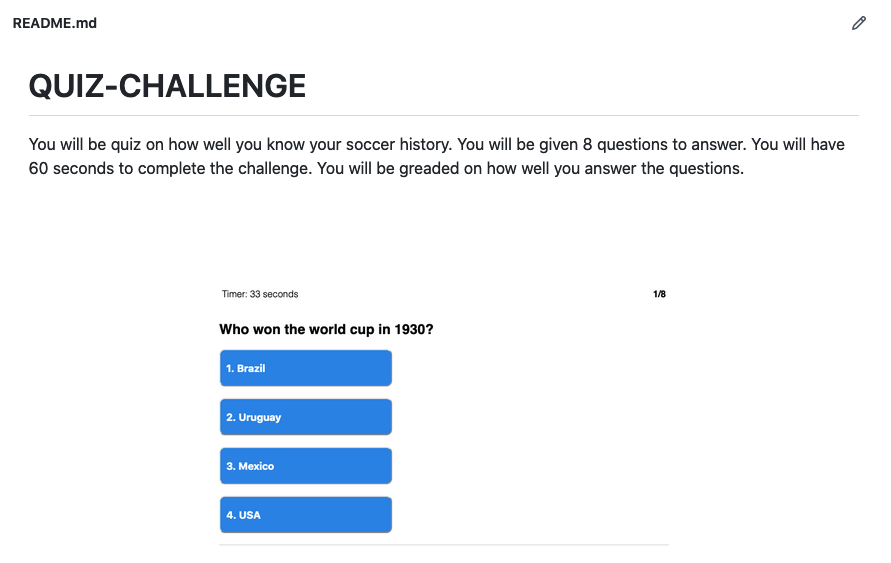 README.md
QUIZ-CHALLENGE
You will be quiz on how well you know your soccer history. You will be given 8 questions to answer. You will have
60 seconds to complete the challenge. You will be greaded on how well you answer the questions.
Timer: 33 seconds 1/8
Who won the world cup in 1930?
1. Brazil
2. Uruguay
3. Mexico
4. USA